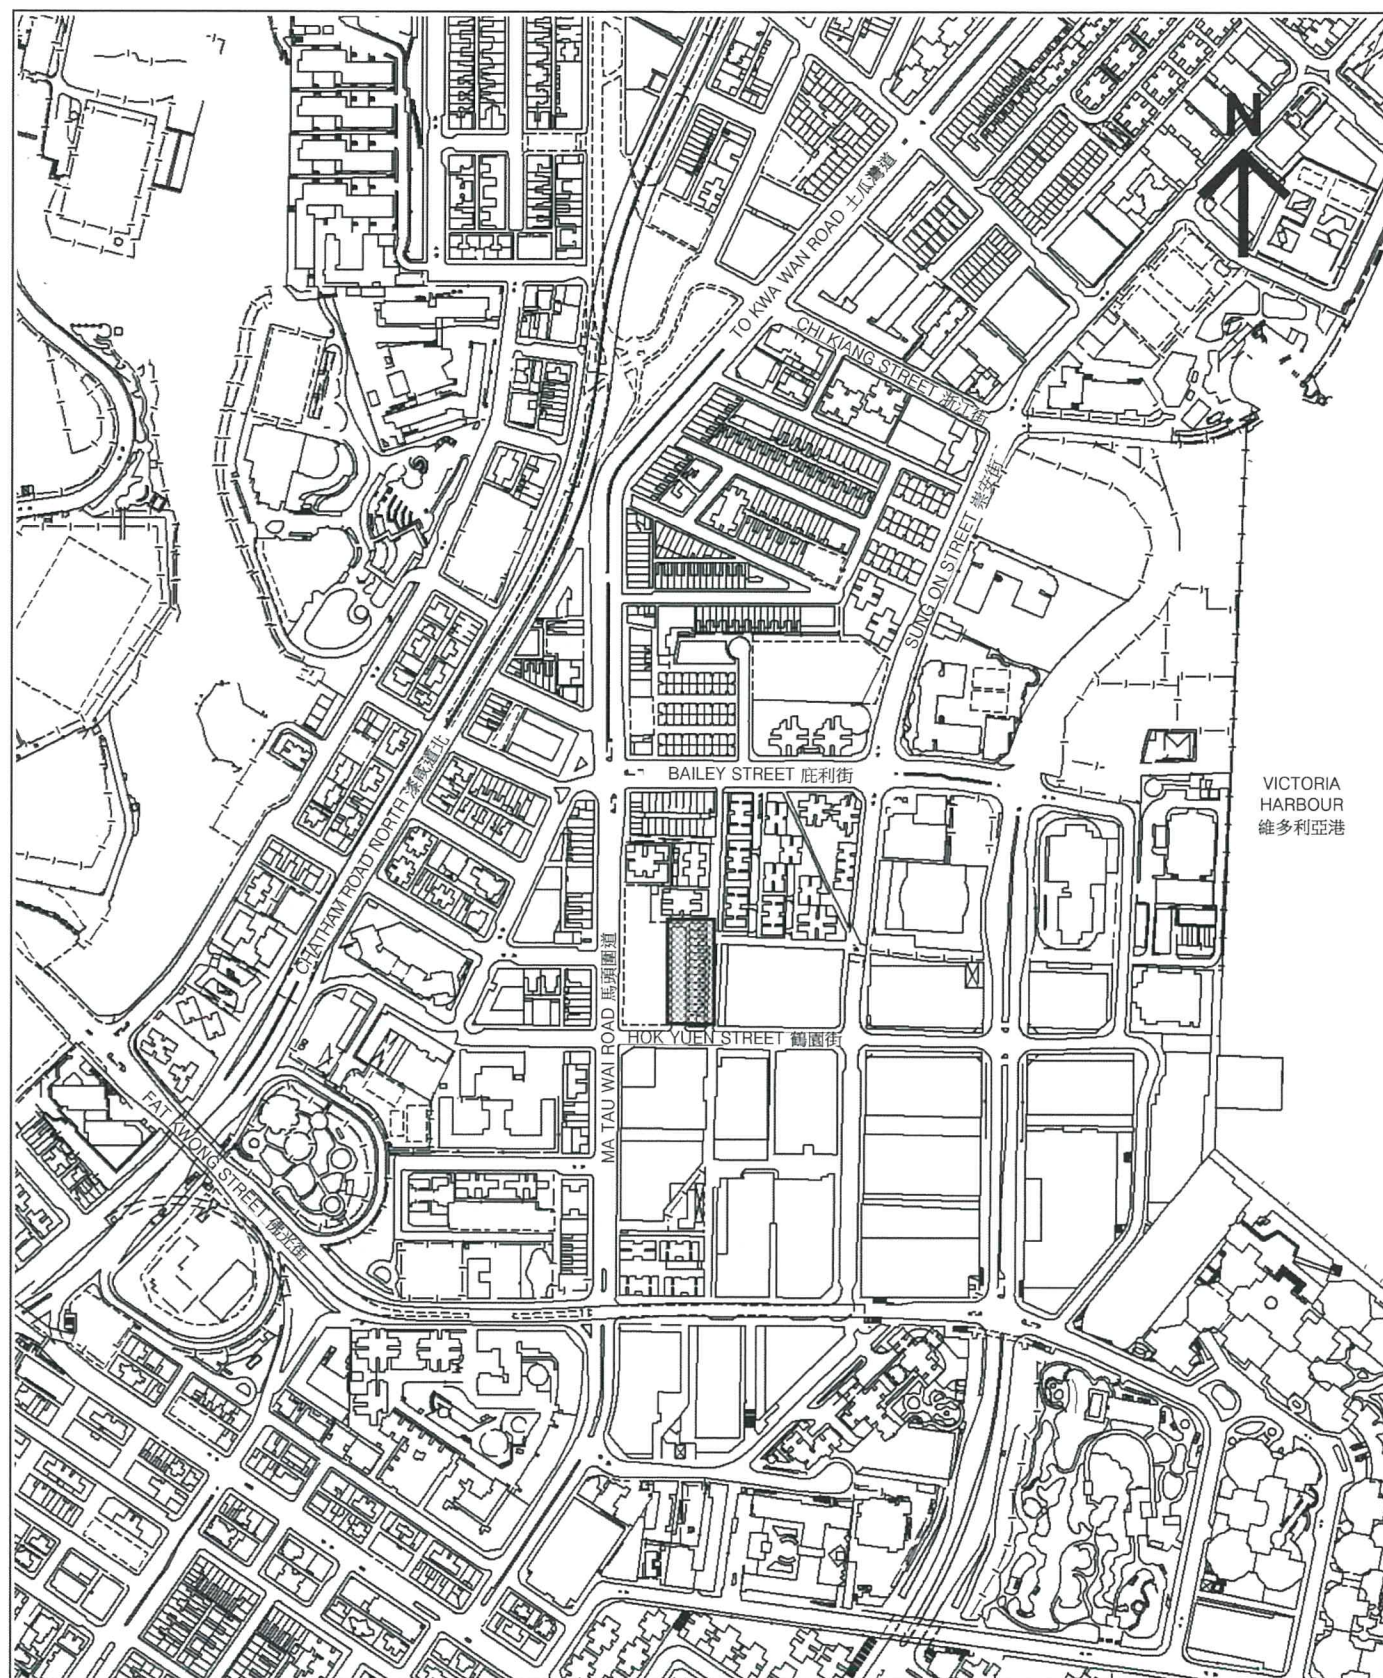 N
TO KWA WAN ROAD 土瓜灣道
CHI KIANG STREET 浙江街
SUNG ON STREET 崇安街
BAILEY STREET 庇利街
VICTORIA
HARBOUR
維多利亞港
CHATHAM ROAD NORTH 漆咸道北
MA TAU WAI ROAD 馬頭圍道
HOK YUEN STREET 鶴園街
FAT KWONG STREET 佛光街